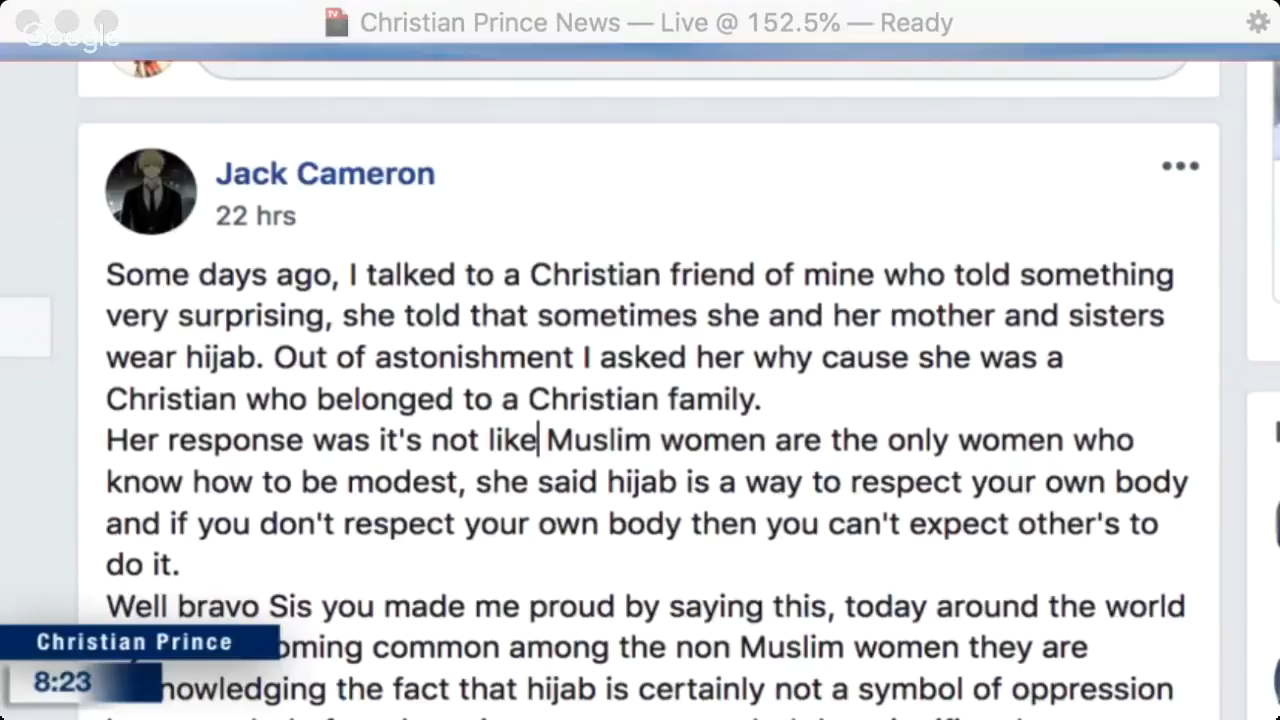 Christian Prince News — Live @ 152.5% — Ready
Google
Jack Cameron
22 hrs
Some days ago, I talked to a Christian friend of mine who told something
very surprising, she told that sometimes she and her mother and sisters
wear hijab. Out of astonishment I asked her why cause she was a
Christian who belonged to a Christian family.
Her response was it's not like Muslim women are the only women who
know how to be modest, she said hijab is a way to respect your own body
and if you don't respect your own body then you can't expect other's to
do it.
Well bravo Sis you made me proud by saying this, today around the world
oming common among the non Muslim women they are
nowledging the fact that hijab is certainly not a symbol of oppression
Christian Prince
8:23